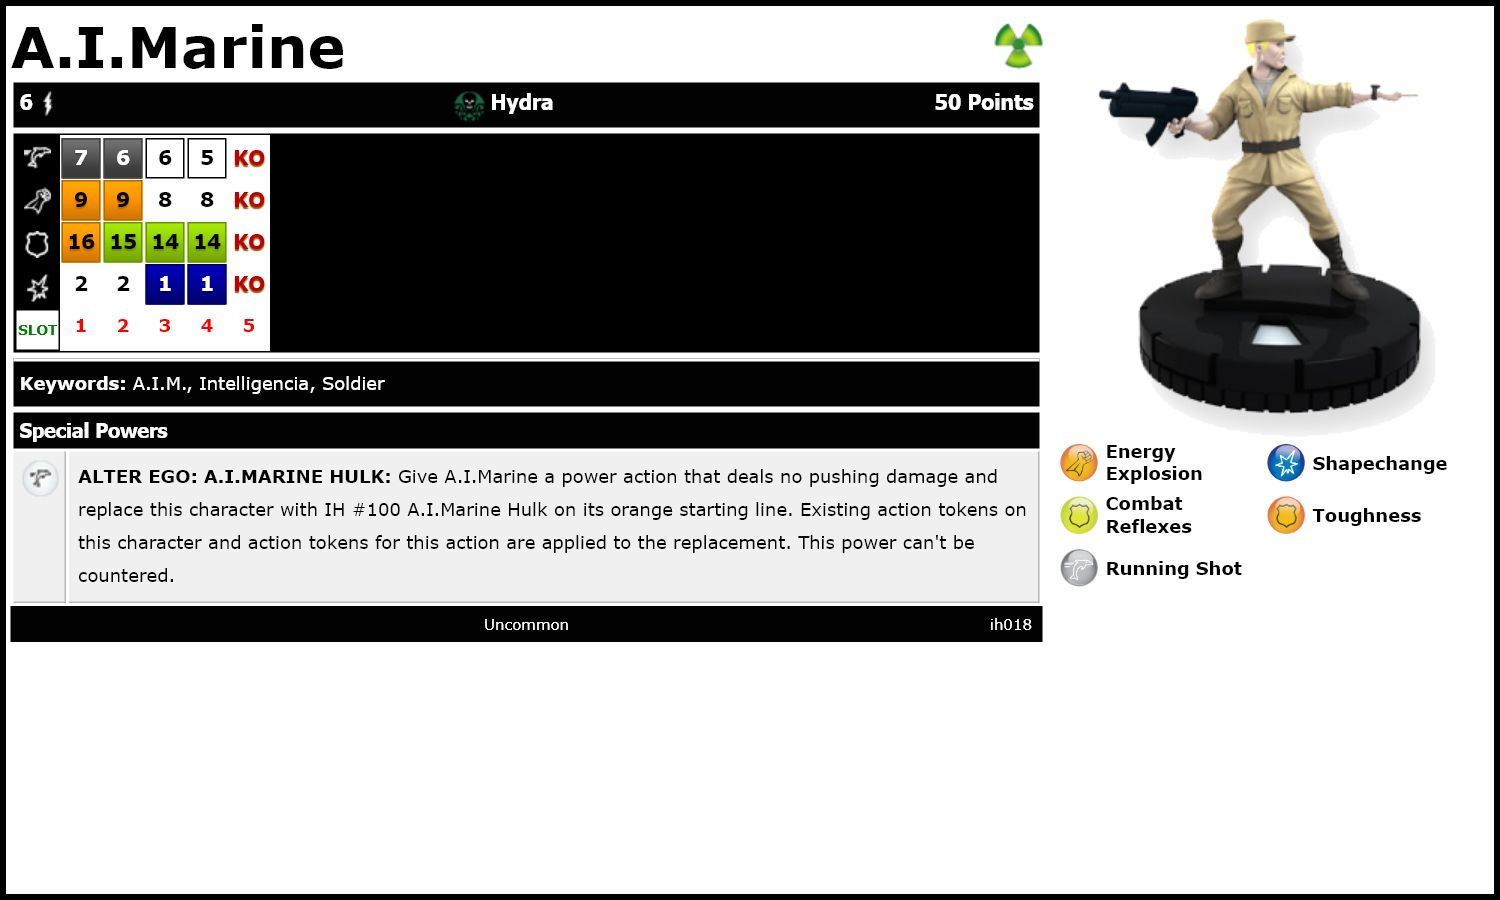 A.I.Marine
6 Hydra 50 Points
7 6 6 5 KO
9 9 8 8 KO
16 15 14 14 KO
2 2 1 1 KO
SLOT 1 2 3 4 5
Keywords: A.I.M., Intelligencia, Soldier
Special Powers
ALTER EGO: A.I.MARINE HULK: Give A.I.Marine a power action that deals no pushing damage and
replace this character with IH #100 A.I.Marine Hulk on its orange starting line. Existing action tokens on
this character and action tokens for this action are applied to the replacement. This power can't be
countered.
Uncommon ih018
Energy
Explosion
Shapechange
Combat
Reflexes
Toughness
Running Shot